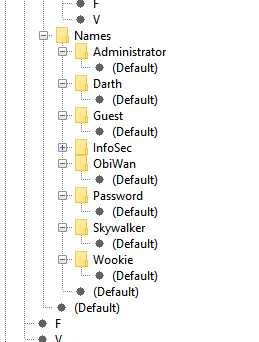 F
V
Names
Administrator
(Default)
Darth
(Default)
Guest
(Default)
InfoSec
ObiWan
(Default)
Password
(Default)
Skywalker
(Default)
Wookie
(Default)
(Default)
(Default)
F
V